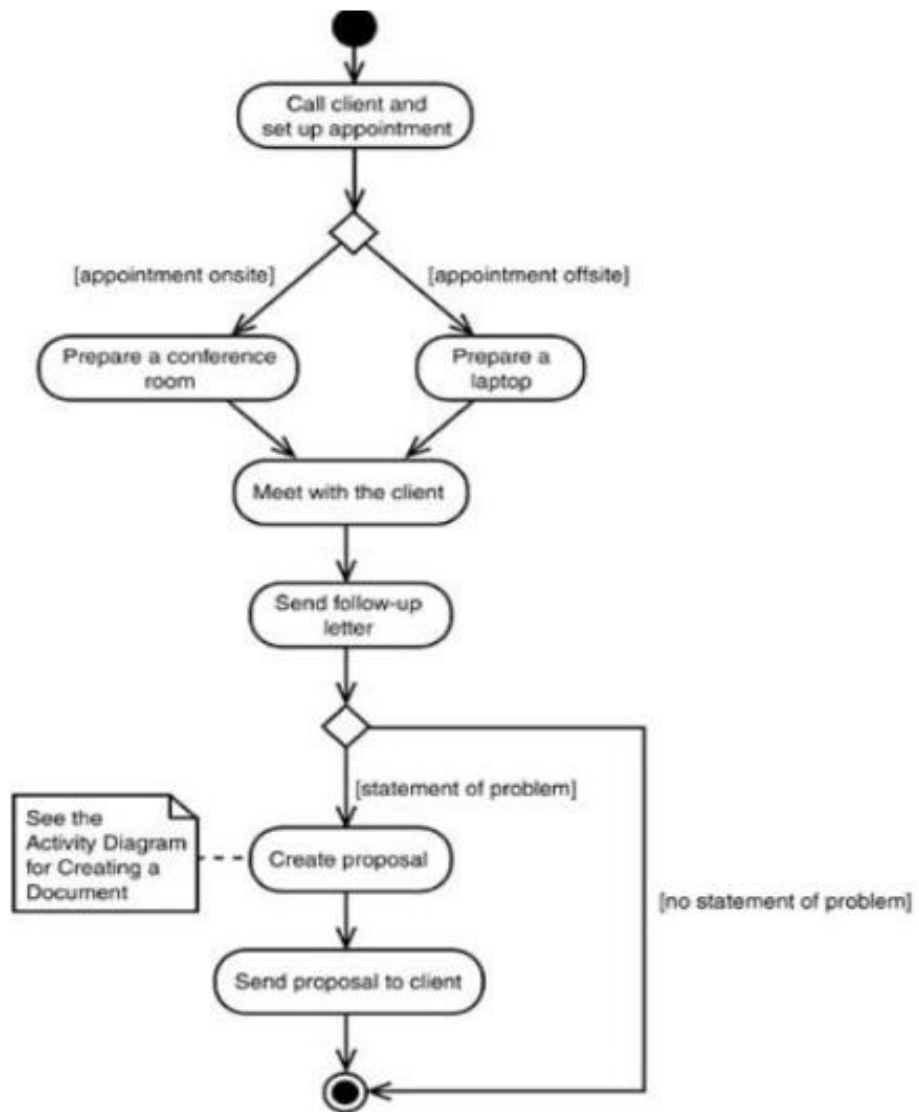 Call client and
set up appointment
[appointment onsite]
[appointment offsite]
Prepare a conference
room
Prepare a
laptop
Meet with the client
Send follow-up
letter
[statement of problem]
See the
Activity Diagram
for Creating a
Document
Create proposal
[no statement of problem]
Send proposal to client